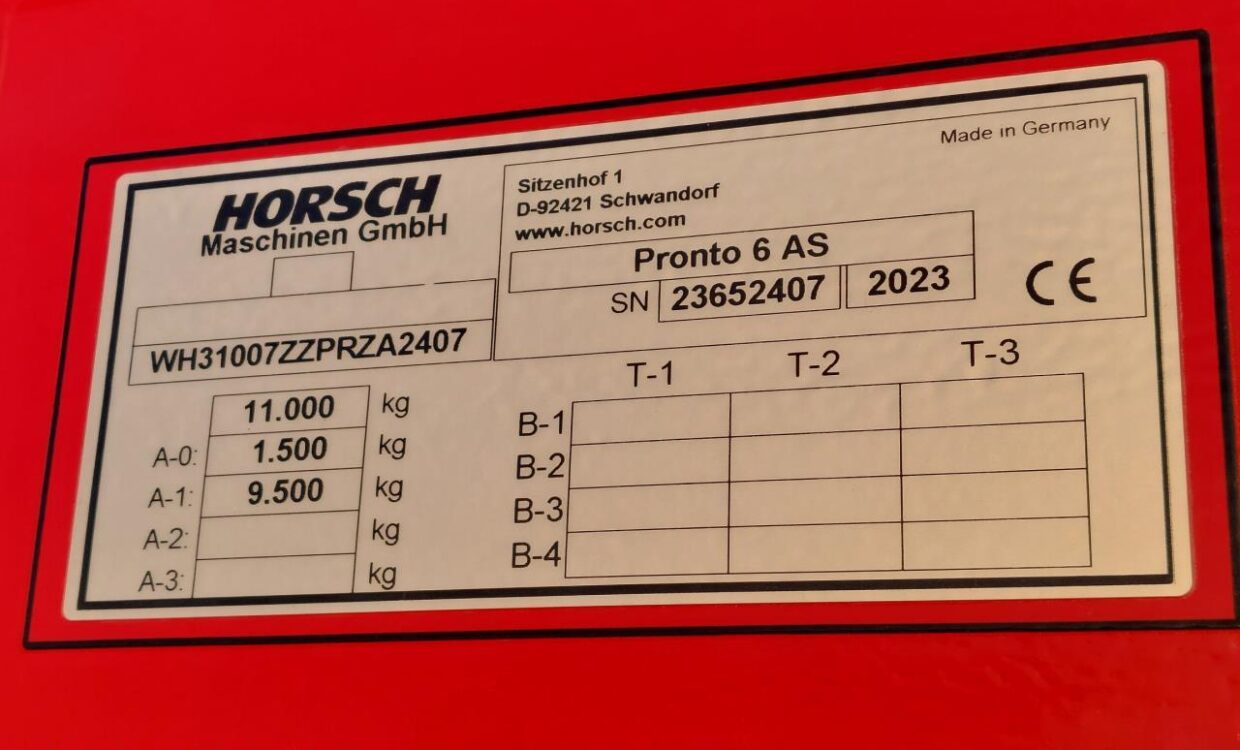 HORSCH
Maschinen GmbH
WH31007ZZPRZA2407
Sitzenhof 1
D-92421 Schwandorf
www.horsch.com
Made in Germany
Pronto 6 AS
SN 23652407 2023
CE
11.000 kg
A-0: 1.500 kg
A-1: 9.500 kg
A-2: kg
A-3: kg
T-1 T-2 T-3
B-1
B-2
B-3
B-4